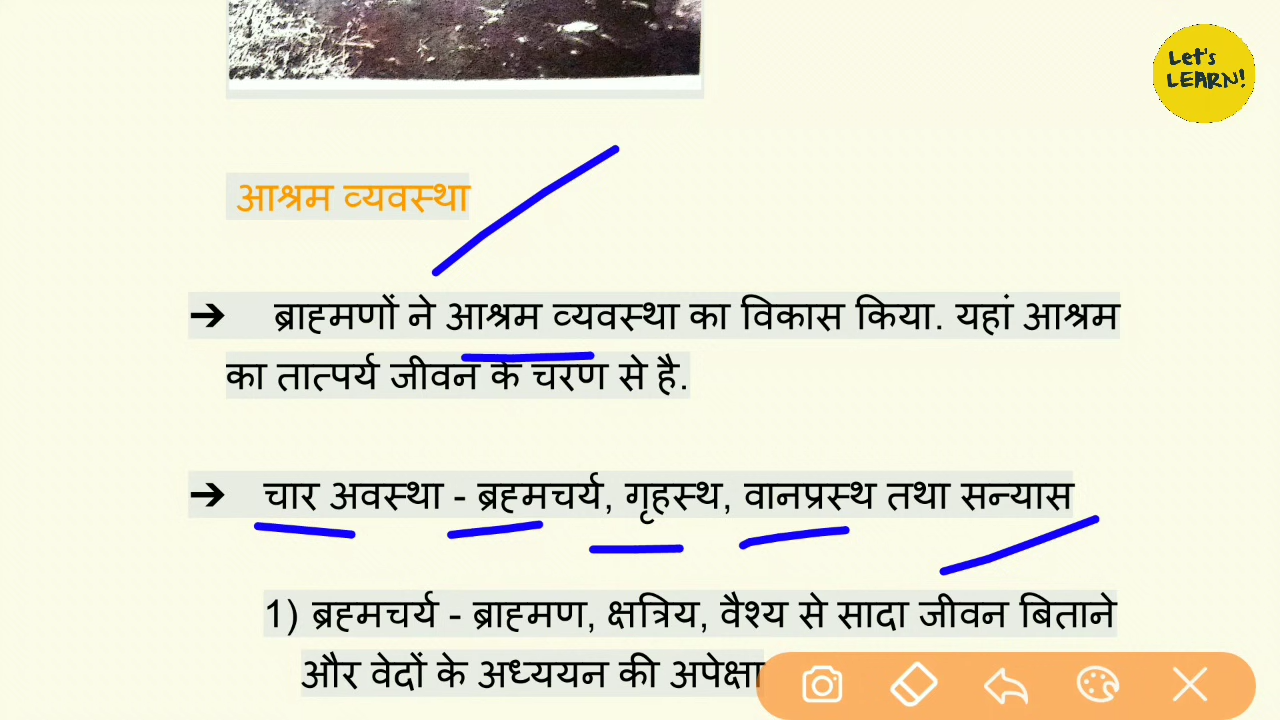 Let's
LEARN!
आश्रम व्यवस्था
➔ ब्राह्मणों ने आश्रम व्यवस्था का विकास किया. यहां आश्रम
का तात्पर्य जीवन के चरण से है.
➔ चार अवस्था - ब्रह्मचर्य, गृहस्थ, वानप्रस्थ तथा सन्यास
1) ब्रह्मचर्य - ब्राह्मण, क्षत्रिय, वैश्य से सादा जीवन बिताने
और वेदों के अध्ययन की अपेक्षा